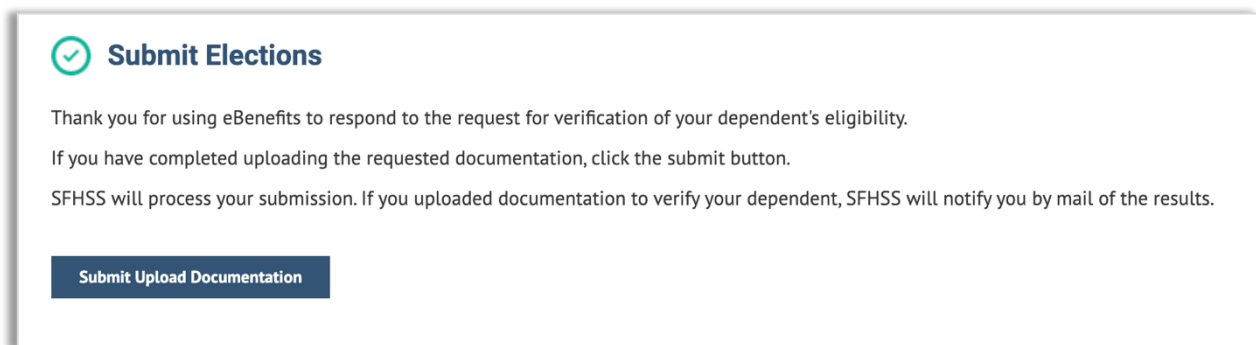 Submit Elections
Thank you for using eBenefits to respond to the request for verification of your dependent's eligibility.
If you have completed uploading the requested documentation, click the submit button.
SFHSS will process your submission. If you uploaded documentation to verify your dependent, SFHSS will notify you by mail of the results.
Submit Upload Documentation